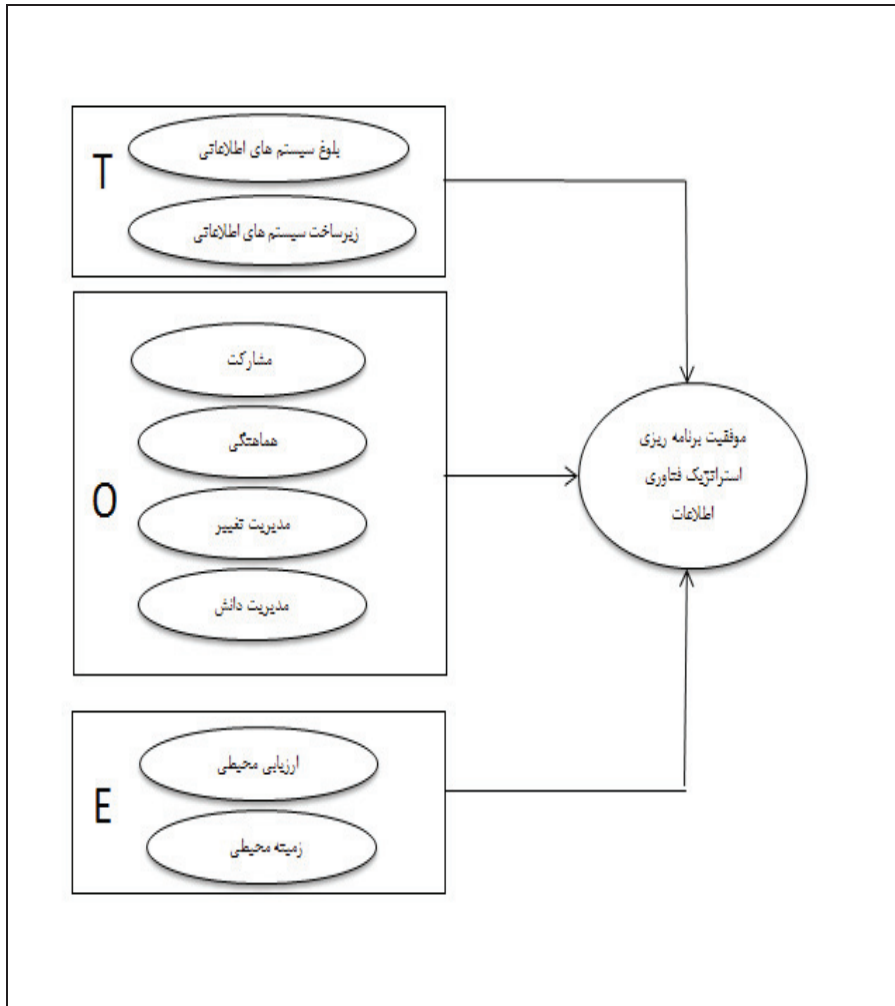 T
بلوغ سیستم های اطلاعاتی
زیرساخت سیستم های اطلاعاتی
O
مشارکت
هماهنگی
مدیریت تغییر
مدیریت دانش
E
ارزیابی محیطی
زمینه محیطی
موفقیت برنامه ریزی
استراتژیک فناوری
اطلاعات